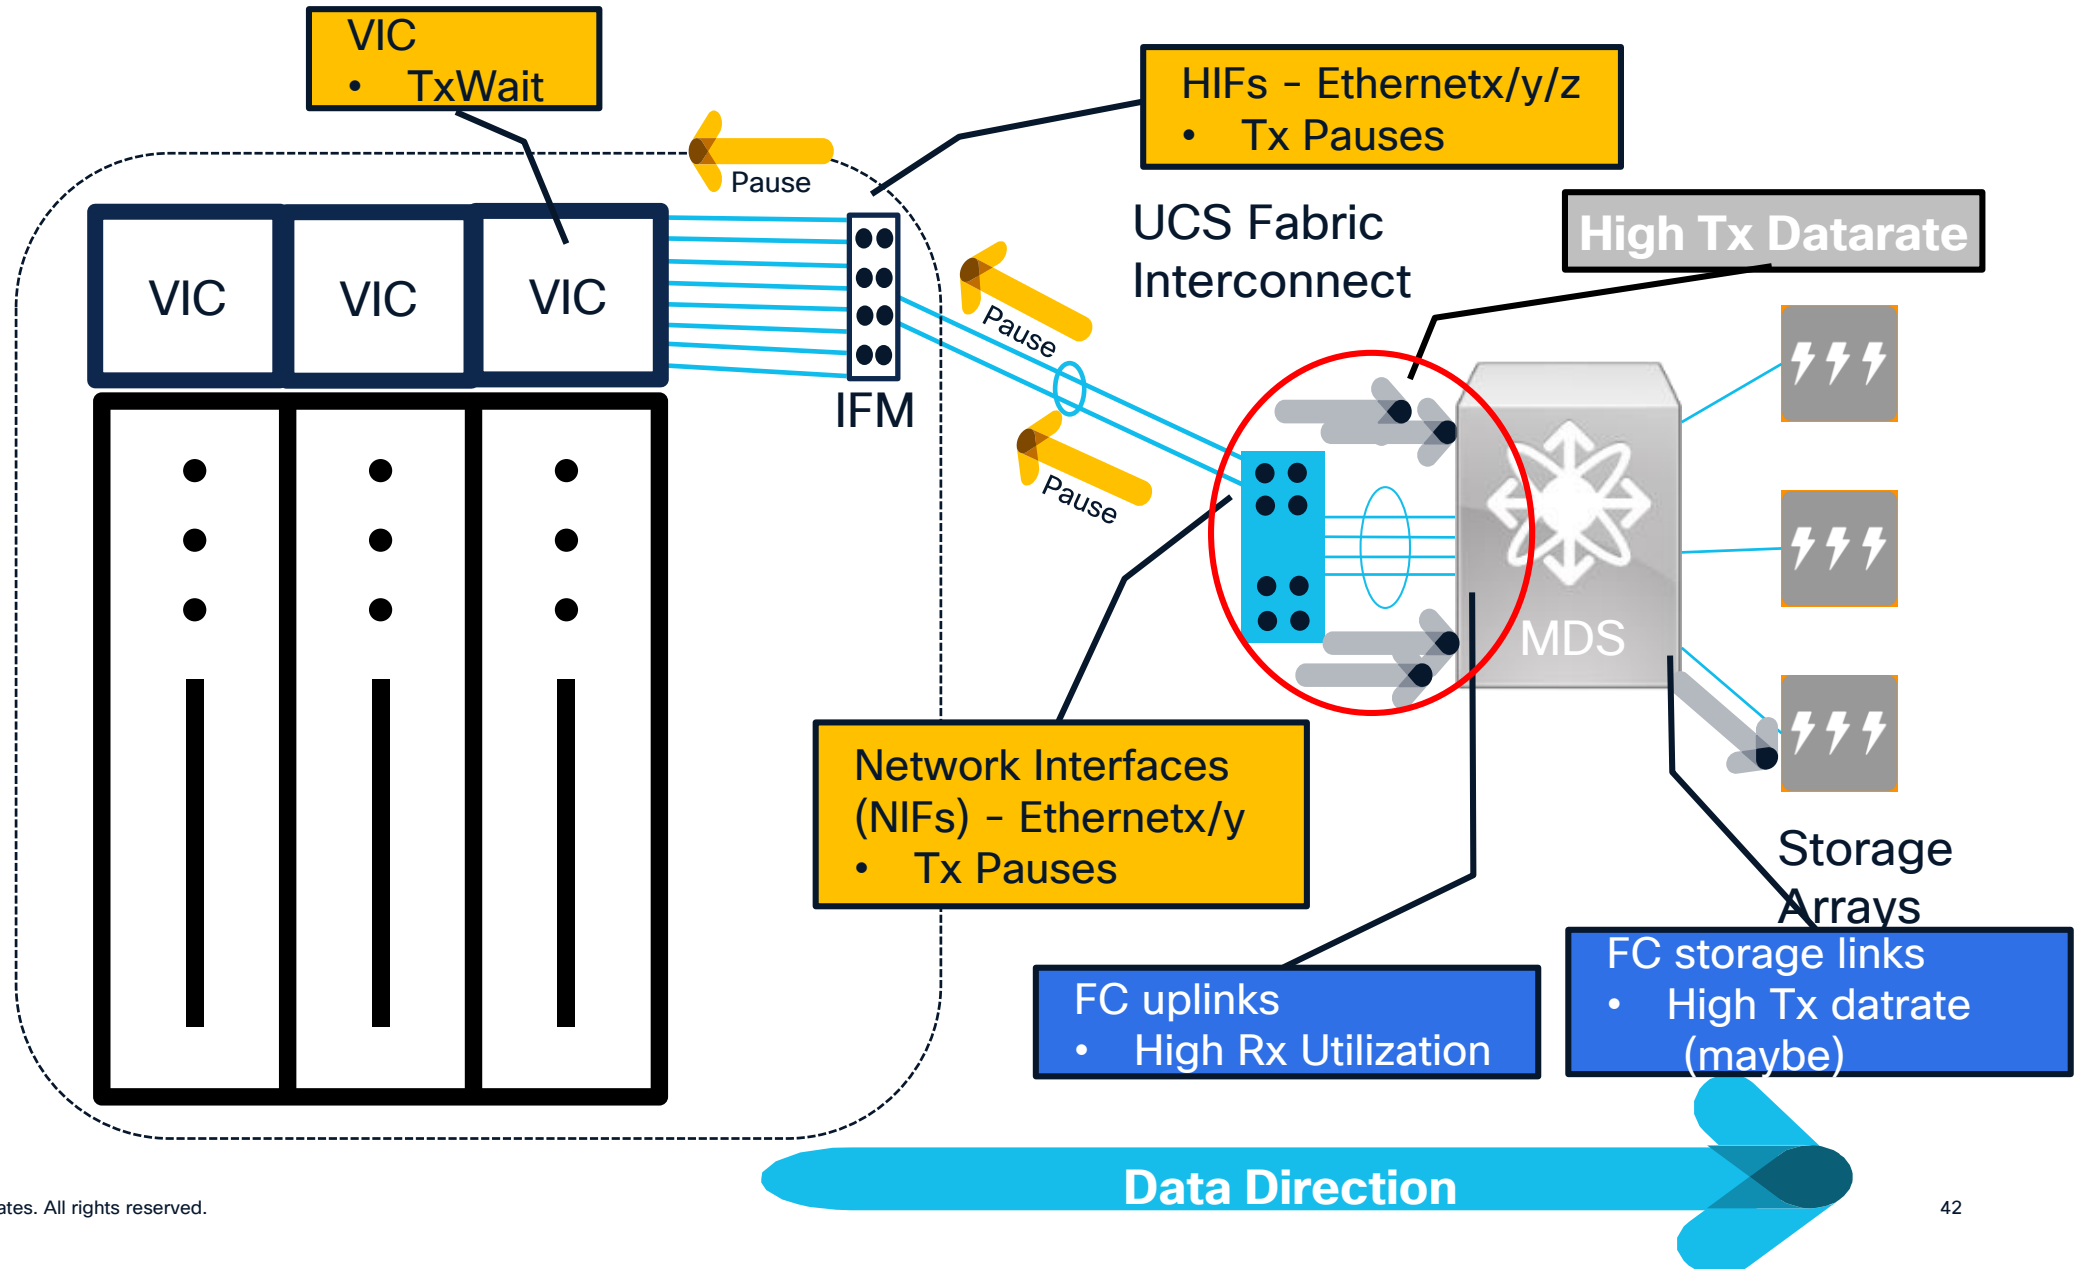 VIC
• TxWait
HIFs - Ethernetx/y/z
• Tx Pauses
Pause
UCS Fabric
Interconnect
High Tx Datarate
VIC
VIC
VIC
Pause
IFM
Pause
MDS
Network Interfaces
(NIFs) - Ethernetx/y
• Tx Pauses
Storage
Arrays
FC uplinks
• High Rx Utilization
FC storage links
• High Tx datrate
(maybe)
Data Direction
ates. All rights reserved.
42